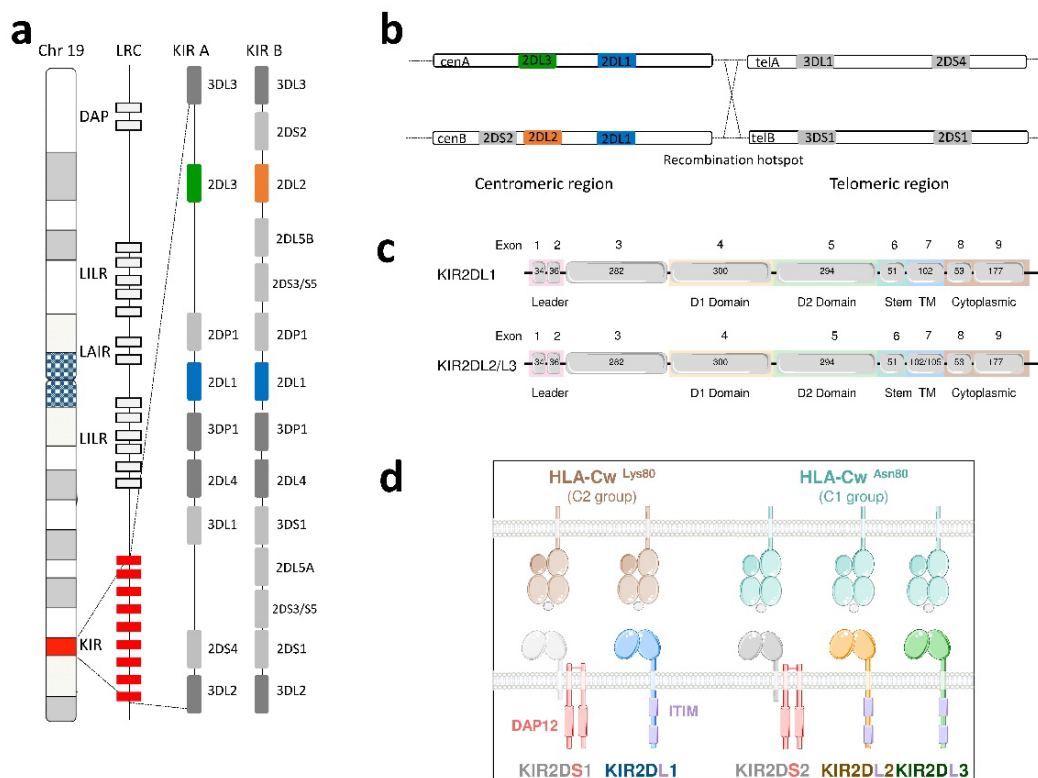 a
Chr 19
LRC
KIR A
KIR B
DAP
LILR
LAIR
LILR
KIR
3DL3
2DL3
2DP1
2DL1
3DP1
2DL4
3DL1
2DS4
3DL2
3DL3
2DS2
2DL2
2DL5B
2DS3/S5
2DP1
2DL1
3DP1
2DL4
3DS1
2DL5A
2DS3/S5
2DS1
3DL2
b
cenA 2DL3 2DL1
telA 3DL1 2DS4
cenB 2DS2 2DL2 2DL1
telB 3DS1 2DS1
Recombination hotspot
Centromeric region
Telomeric region
c
Exon 1 2 3 4 5 6 7 8 9
KIR2DL1 34 36 282 300 294 51 102 53 177
Leader D1 Domain D2 Domain Stem TM Cytoplasmic
Exon 1 2 3 4 5 6 7 8 9
KIR2DL2/L3 34 36 282 300 294 51 102/105 53 177
Leader D1 Domain D2 Domain Stem TM Cytoplasmic
d
HLA-Cw Lys80
(C2 group)
HLA-Cw Asn80
(C1 group)
DAP12
ITIM
KIR2DS1 KIR2DL1 KIR2DS2 KIR2DL2 KIR2DL3